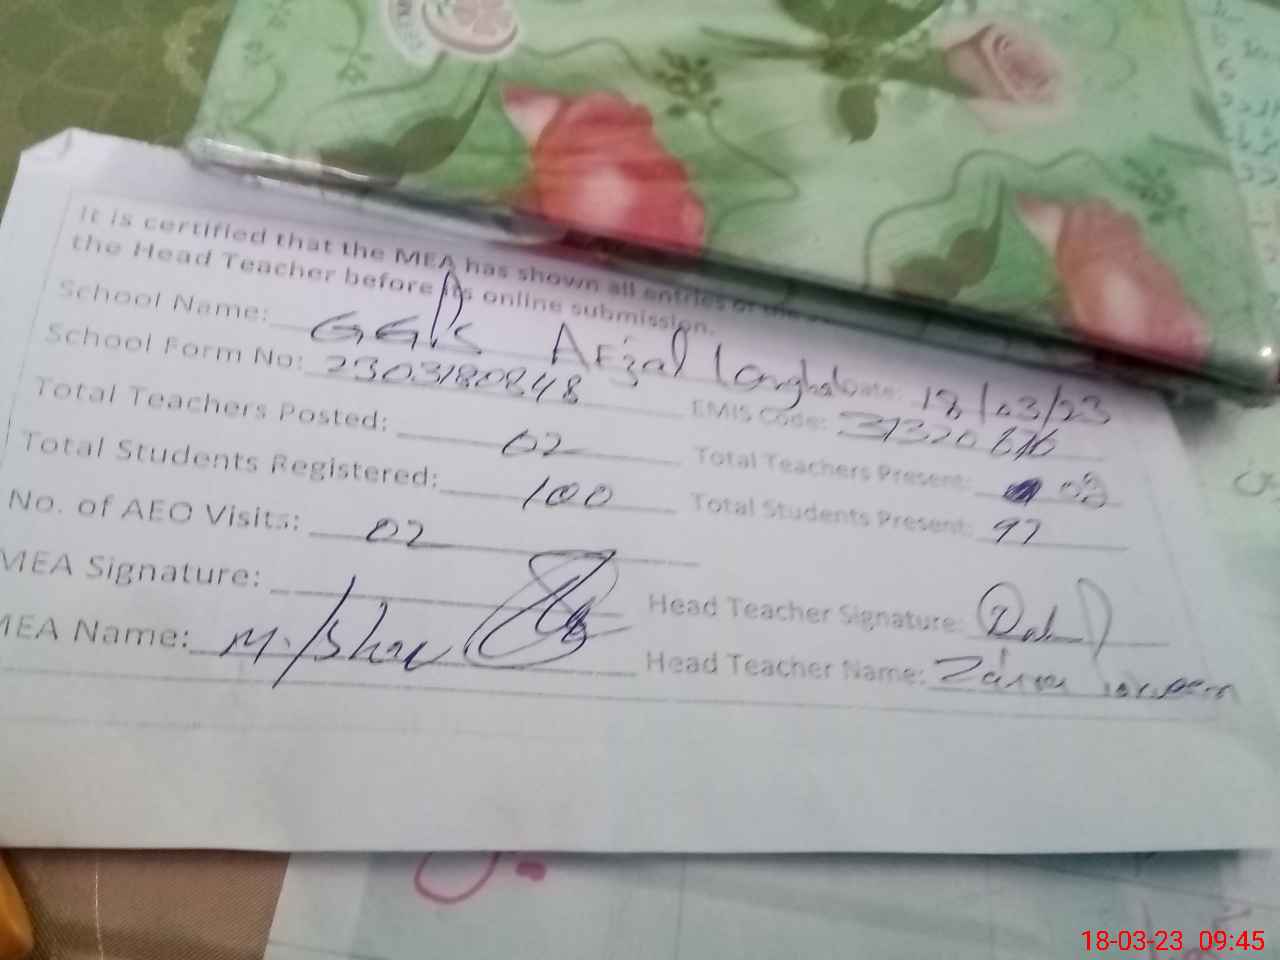 It is certified that the MEA has shown all entries of the
the Head Teacher before its online submission.
School Name: GGPS Afzal Langha Date: 18/03/23
School Form No: 2303180848 EMIS Code: 31320
Total Teachers Posted: 02 Total Teachers Present:
Total Students Registered: 100 Total Students Present: 97
No. of AEO Visits: 02
MEA Signature: Head Teacher Signature:
MEA Name: M. Head Teacher Name:
18-03-23 09:45